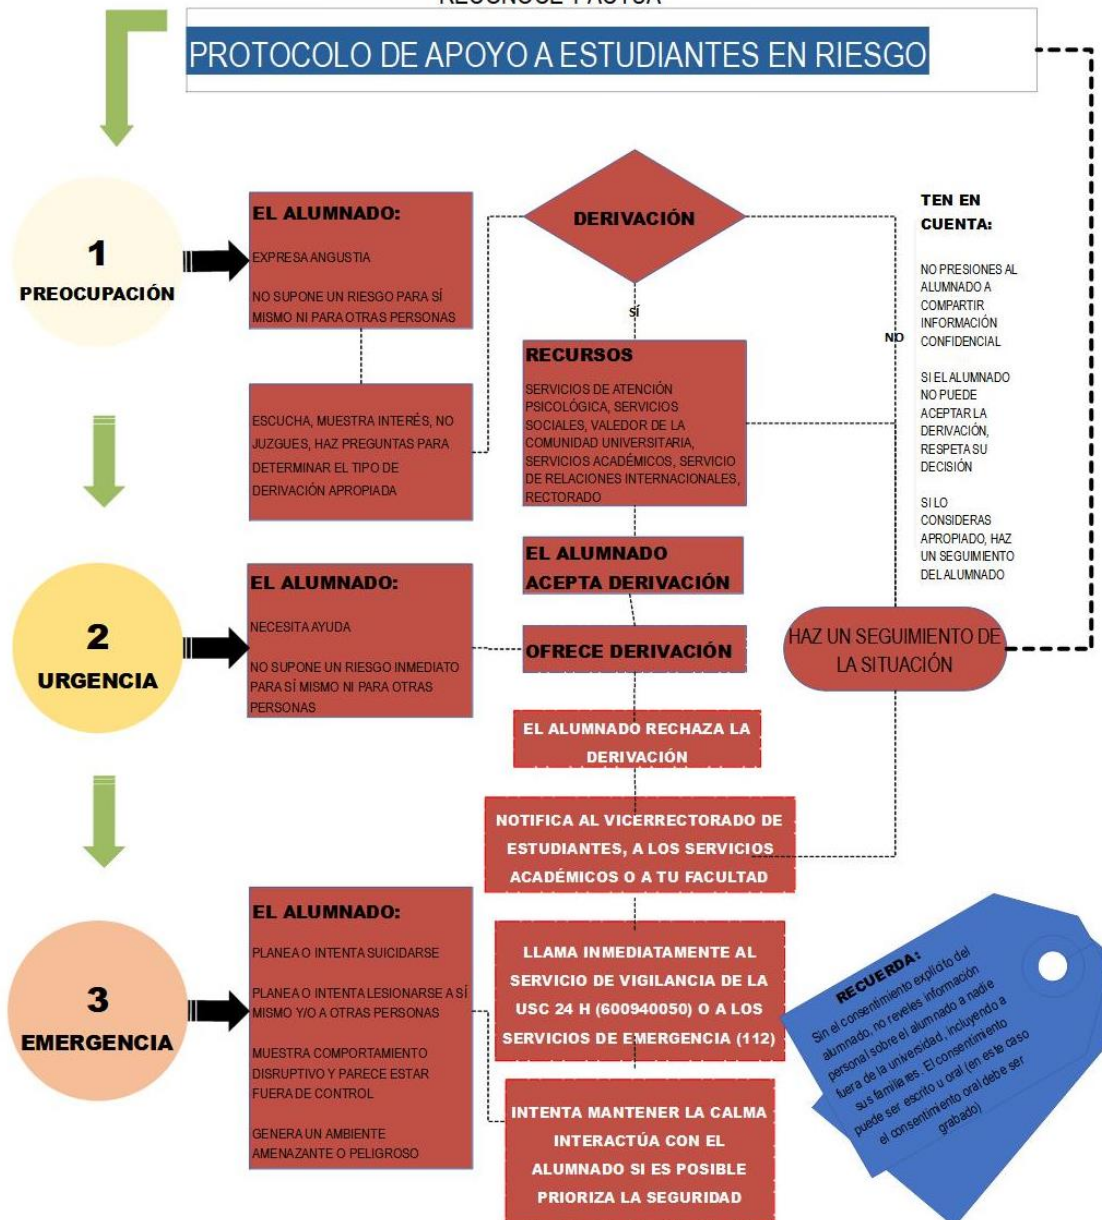 RECONOCE Y ACTÚA
PROTOCOLO DE APOYO A ESTUDIANTES EN RIESGO
1
PREOCUPACIÓN
EL ALUMNADO:
EXPRESA ANGUSTIA
NO SUPONE UN RIESGO PARA SÍ
MISMO NI PARA OTRAS PERSONAS
ESCUCHA, MUESTRA INTERÉS, NO
JUZGUES, HAZ PREGUNTAS PARA
DETERMINAR EL TIPO DE
DERIVACIÓN APROPIADA
DERIVACIÓN
SÍ
NO
RECURSOS
SERVICIOS DE ATENCIÓN
PSICOLÓGICA, SERVICIOS
SOCIALES, VALEDOR DE LA
COMUNIDAD UNIVERSITARIA,
SERVICIOS ACADÉMICOS, SERVICIO
DE RELACIONES INTERNACIONALES,
RECTORADO
EL ALUMNADO
ACEPTA DERIVACIÓN
TEN EN
CUENTA:
NO PRESIONES AL
ALUMNADO A
COMPARTIR
INFORMACIÓN
CONFIDENCIAL
SI EL ALUMNADO
NO PUEDE
ACEPTAR LA
DERIVACIÓN,
RESPETA SU
DECISIÓN
SI LO
CONSIDERAS
APROPIADO, HAZ
UN SEGUIMIENTO
DEL ALUMNADO
2
URGENCIA
EL ALUMNADO:
NECESITA AYUDA
NO SUPONE UN RIESGO INMEDIATO
PARA SÍ MISMO NI PARA OTRAS
PERSONAS
OFRECE DERIVACIÓN
HAZ UN SEGUIMIENTO DE
LA SITUACIÓN
EL ALUMNADO RECHAZA LA
DERIVACIÓN
NOTIFICA AL VICERRECTORADO DE
ESTUDIANTES, A LOS SERVICIOS
ACADÉMICOS O A TU FACULTAD
3
EMERGENCIA
EL ALUMNADO:
PLANEA O INTENTA SUICIDARSE
PLANEA O INTENTA LESIONARSE A SÍ
MISMO Y/O A OTRAS PERSONAS
MUESTRA COMPORTAMIENTO
DISRUPTIVO Y PARECE ESTAR
FUERA DE CONTROL
GENERA UN AMBIENTE
AMENAZANTE O PELIGROSO
LLAMA INMEDIATAMENTE AL
SERVICIO DE VIGILANCIA DE LA
USC 24 H (600940050) O A LOS
SERVICIOS DE EMERGENCIA (112)
INTENTA MANTENER LA CALMA
INTERACTÚA CON EL
ALUMNADO SI ES POSIBLE
PRIORIZA LA SEGURIDAD
RECUERDA:
Sin el consentimiento explícito del
alumnado, no reveles información
personal sobre el alumnado a nadie
fuera de la universidad, incluyendo a
sus familiares. El consentimiento
puede ser escrito u oral (en este caso
el consentimiento oral debe ser
grabado)